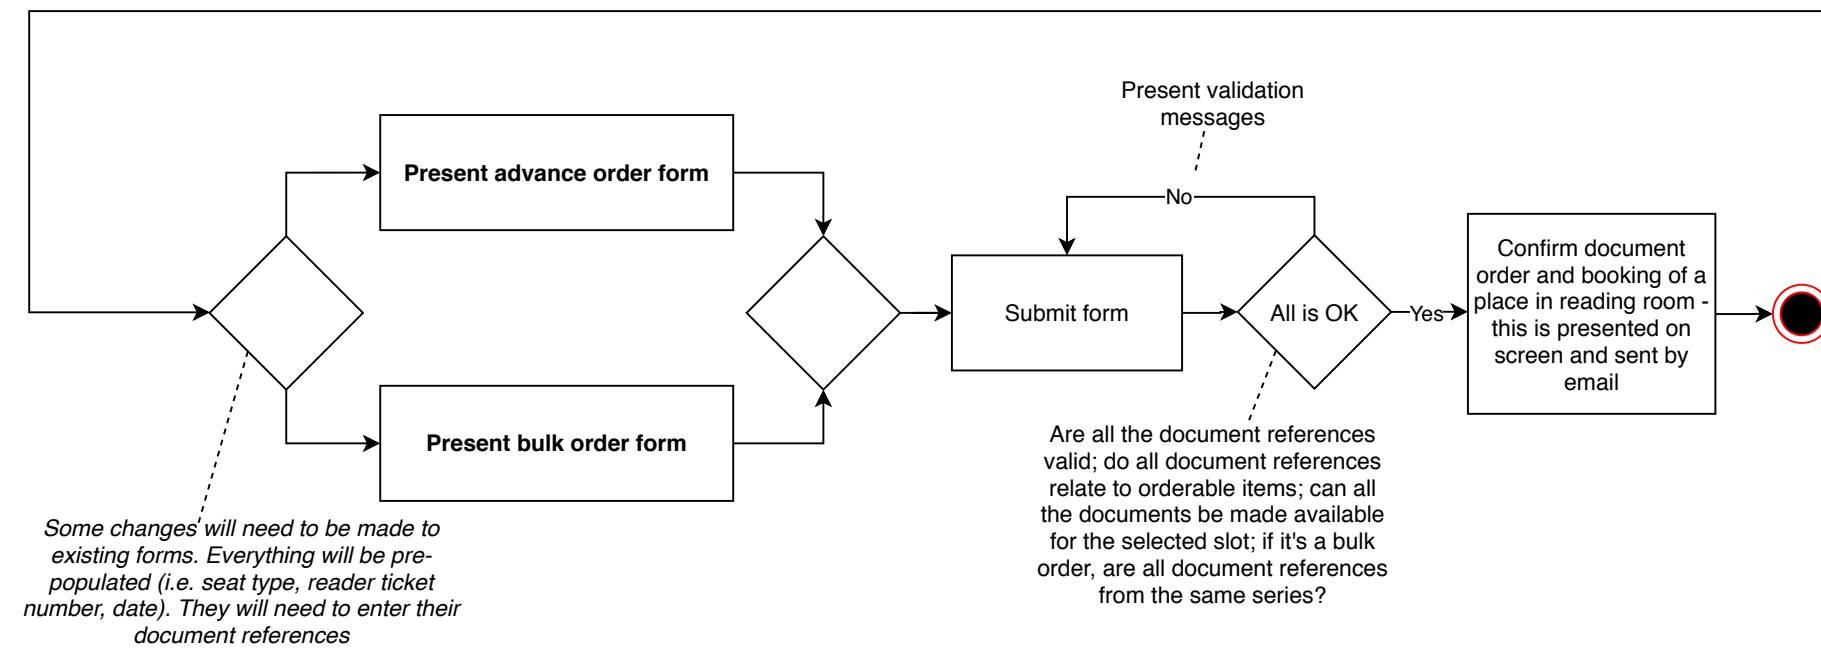 Present validation
messages
Present advance order form
No
Confirm document
order and booking of a
place in reading room -
this is presented on
screen and sent by
email
Submit form
All is OK
Yes
Present bulk order form
Are all the document references
valid; do all document references
relate to orderable items; can all
the documents be made available
for the selected slot; if it's a bulk
order, are all document references
from the same series?
Some changes will need to be made to
existing forms. Everything will be pre-
populated (i.e. seat type, reader ticket
number, date). They will need to enter their
document references